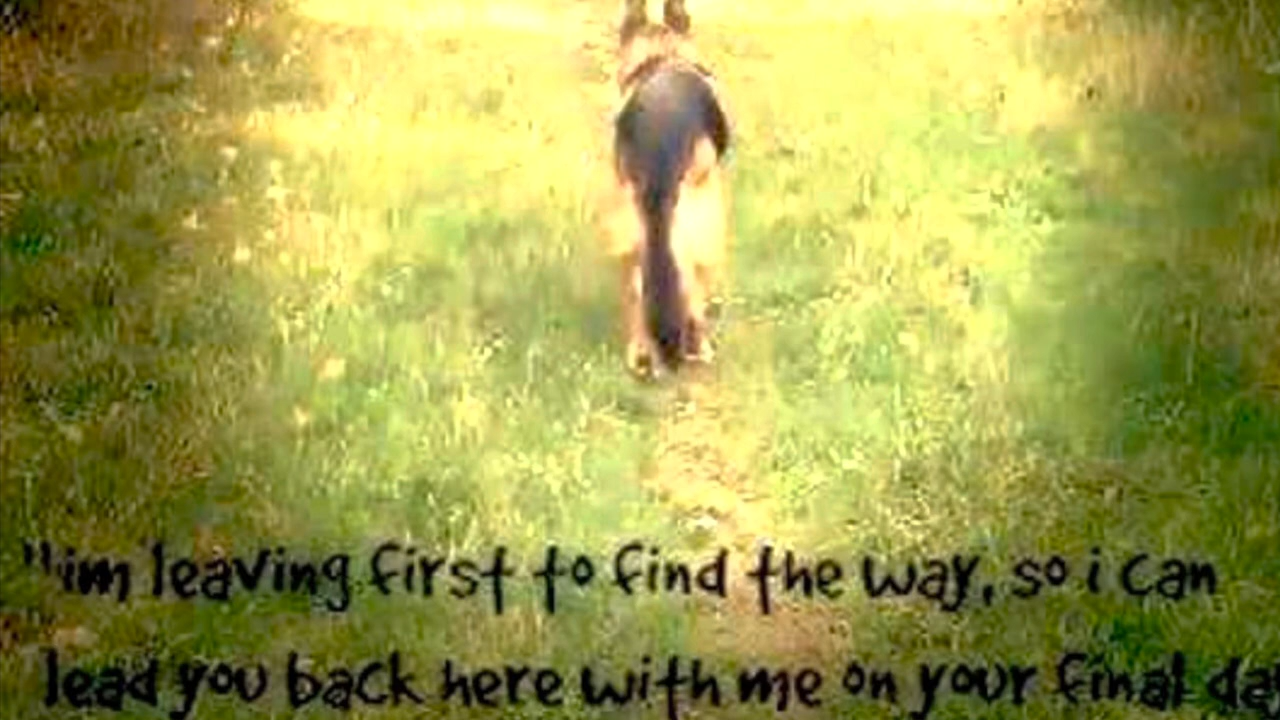 "im leaving first to find the way, so i can
lead you back here with me on your final